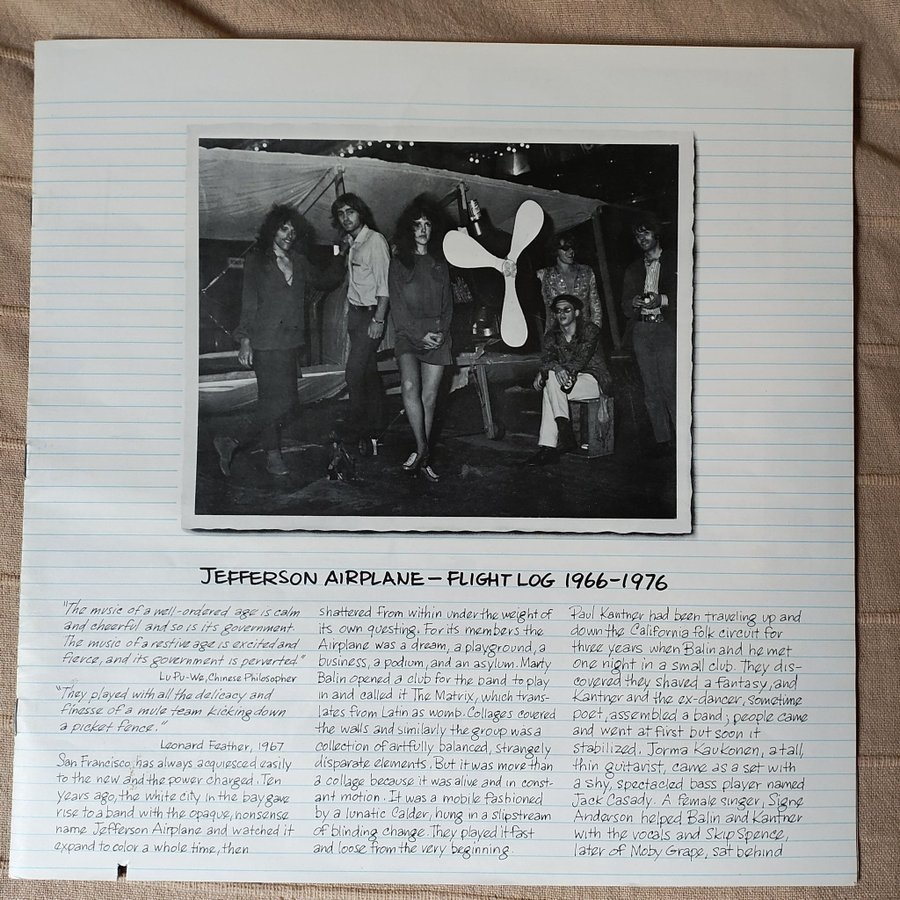 JEFFERSON AIRPLANE — FLIGHT LOG 1966-1976
"The music of a well-ordered age is calm
and cheerful and so is its government.
The music of a restive age is excited and
fierce, and its government is perverted."
Lu Pu-We, Chinese Philosopher
"They played with all the delicacy and
finesse of a mule team kicking down
a picket fence."
Leonard Feather, 1967
San Francisco has always acquiesced easily
to the new and the power charged. Ten
years ago, the white city in the bay gave
rise to a band with the opaque, nonsense
name Jefferson Airplane and watched it
expand to color a whole time, then
shattered from within under the weight of
its own questing. For its members the
Airplane was a dream, a playground, a
business, a podium, and an asylum. Marty
Balin opened a club for the band to play
in and called it The Matrix, which trans-
lates from Latin as womb. Collages covered
the walls and similarly the group was a
collection of artfully balanced, strangely
disparate elements. But it was more than
a collage because it was alive and in const-
ant motion. It was a mobile fashioned
by a lunatic Calder, hung in a slipstream
of blinding change. They played it fast
and loose from the very beginning.
Paul Kantner had been traveling up and
down the California folk circuit for
three years when Balin and he met
one night in a small club. They dis-
covered they shaved a fantasy, and
Kantner and the ex-dancer, sometime
poet, assembled a band; people came
and went at first but soon it
stabilized. Jorma Kaukonen, a tall,
thin guitarist, came as a set with
a shy, spectacled bass player named
Jack Casady. A female singer, Signe
Anderson helped Balin and Kantner
with the vocals and Skip Spence,
later of Moby Grape, sat behind